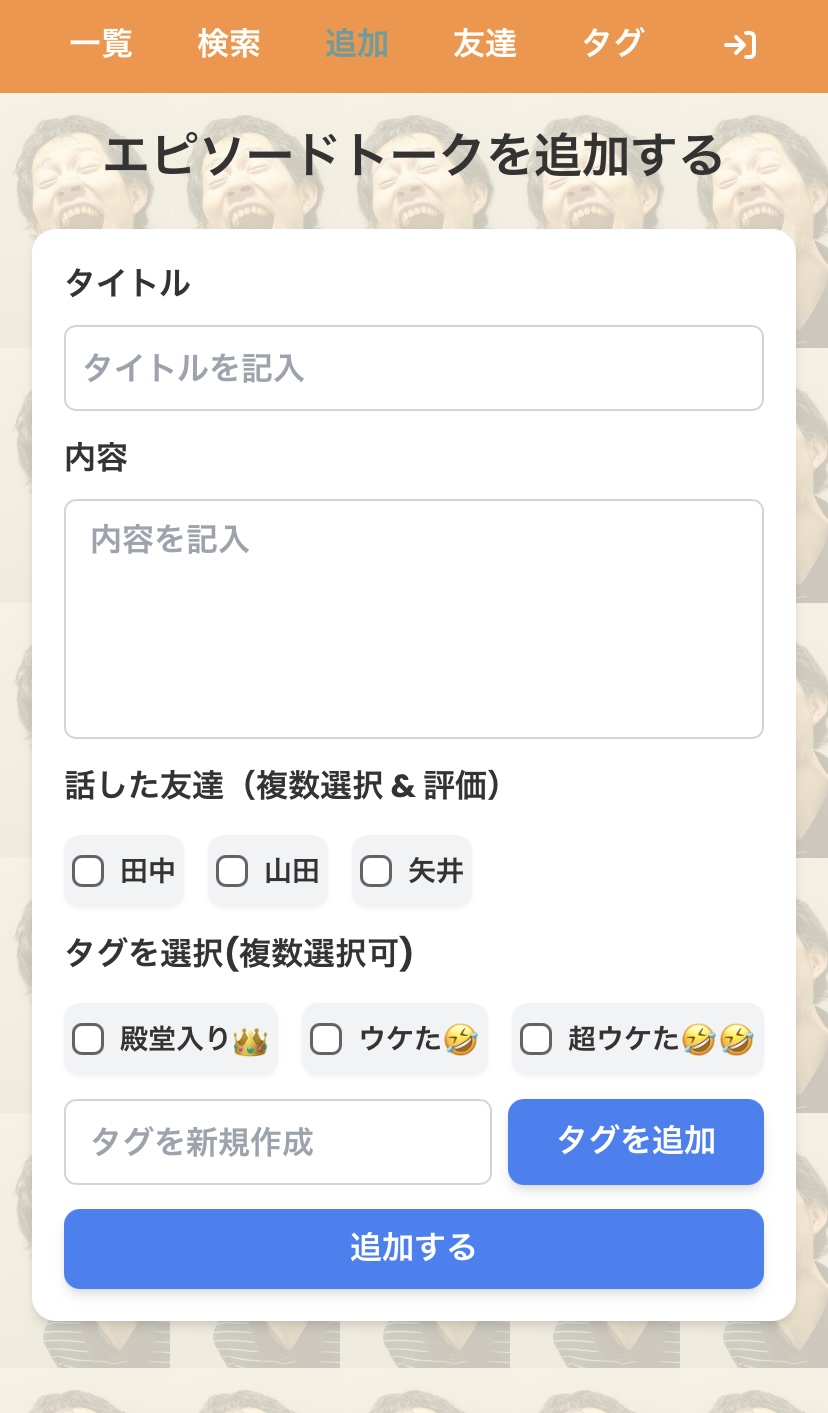 一覧 検索 追加 友達 タグ
エピソードトークを追加する
タイトル
タイトルを記入
内容
内容を記入
話した友達（複数選択 & 評価）
田中 山田 矢井
タグを選択(複数選択可)
殿堂入り👑 ウケた🤣 超ウケた🤣🤣
タグを新規作成 タグを追加
追加する